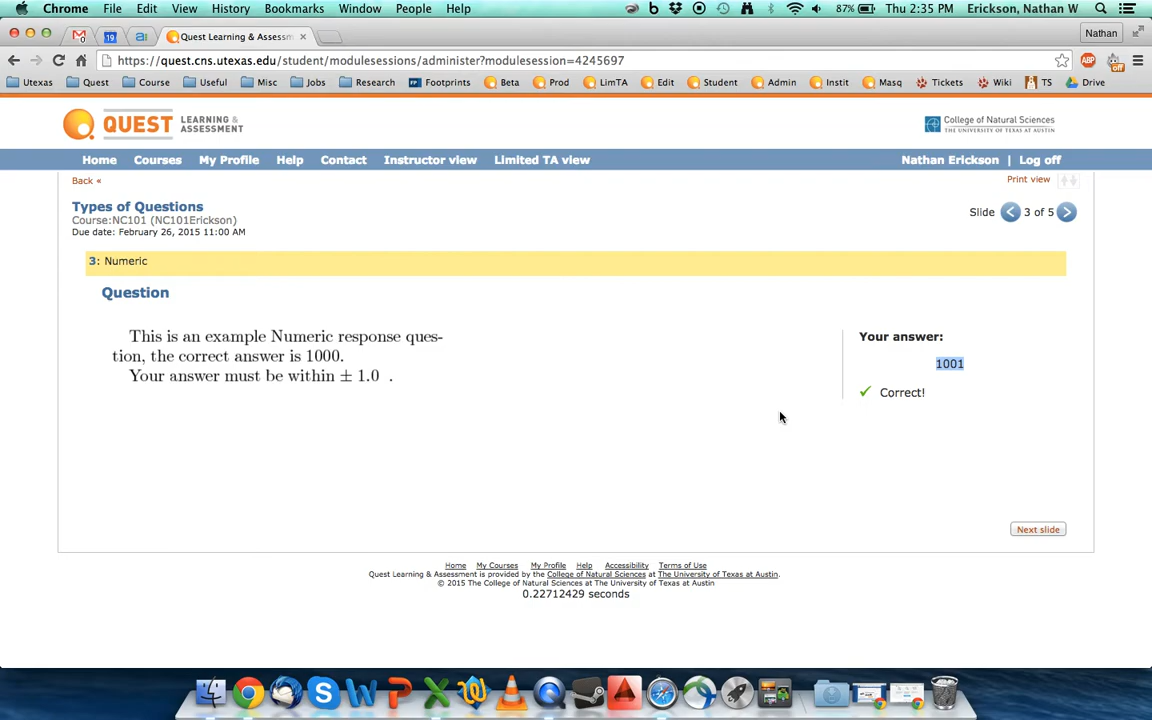 Chrome File Edit View History Bookmarks Window People Help 87% Thu 2:35 PM Erickson, Nathan W
Quest Learning & Assessm Nathan
https://quest.cns.utexas.edu/student/modulesessions/administer?modulesession=4245697
Utexas Quest Course Useful Misc Jobs Research Footprints Beta Prod LimTA Edit Student Admin Instit Masq Tickets Wiki TS Drive
QUEST LEARNING & ASSESSMENT
College of Natural Sciences
THE UNIVERSITY OF TEXAS AT AUSTIN
Home Courses My Profile Help Contact Instructor view Limited TA view Nathan Erickson | Log off
Back « Print view
Types of Questions
Course:NC101 (NC101Erickson)
Slide 3 of 5
Due date: February 26, 2015 11:00 AM
3: Numeric
Question
This is an example Numeric response ques-
tion, the correct answer is 1000.
Your answer must be within ± 1.0 .
Your answer:
1001
Correct!
Next slide
Home My Courses My Profile Help Accessibility Terms of Use
Quest Learning & Assessment is provided by the College of Natural Sciences at The University of Texas at Austin.
© 2015 The College of Natural Sciences at The University of Texas at Austin
0.22712429 seconds